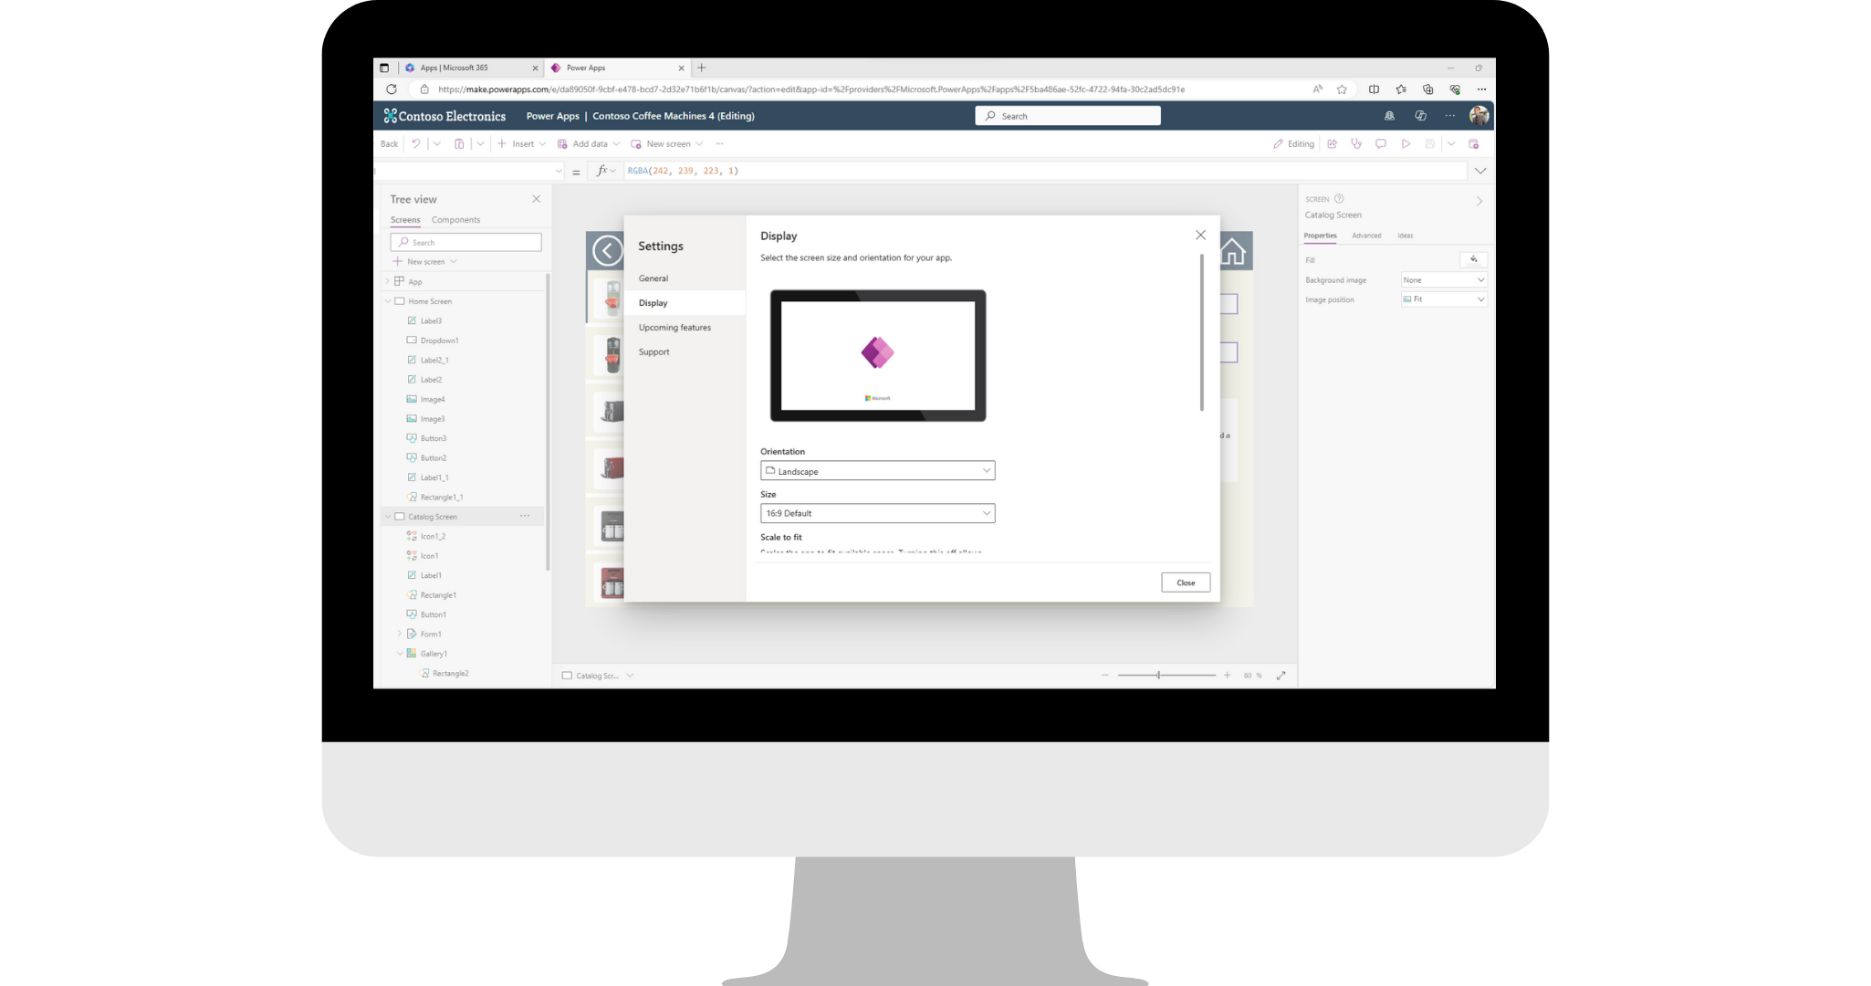 Apps | Microsoft 365
Power Apps
https://make.powerapps.com/e/da89050f-9cbf-e478-bcd7-2d32e71b6f1b/canvas/?action=edit&app-id=%2Fproviders%2FMicrosoft.PowerApps%2Fapps%2F5ba486ae-52fc-4722-94fa-30c2ad5dc91e
Contoso Electronics Power Apps | Contoso Coffee Machines 4 (Editing) Search
Back Insert Add data New screen ... Editing
= fx RGBA(242, 239, 223, 1)
Tree view
Screens Components
Search
New screen
App
Home Screen
Label3
Dropdown1
Label2_1
Label2
Image4
Image3
Button3
Button2
Label1_1
Rectangle1_1
Catalog Screen ...
Icon1_2
Icon1
Label1
Rectangle1
Button1
Form1
Gallery1
Rectangle2
Settings
General
Display
Upcoming features
Support
Display
Select the screen size and orientation for your app.
Microsoft
Orientation
Landscape
Size
16:9 Default
Scale to fit
Close
d a
Catalog Scr...
80 %
SCREEN
Catalog Screen
Properties Advanced Ideas
Fill
Background image None
Image position Fit